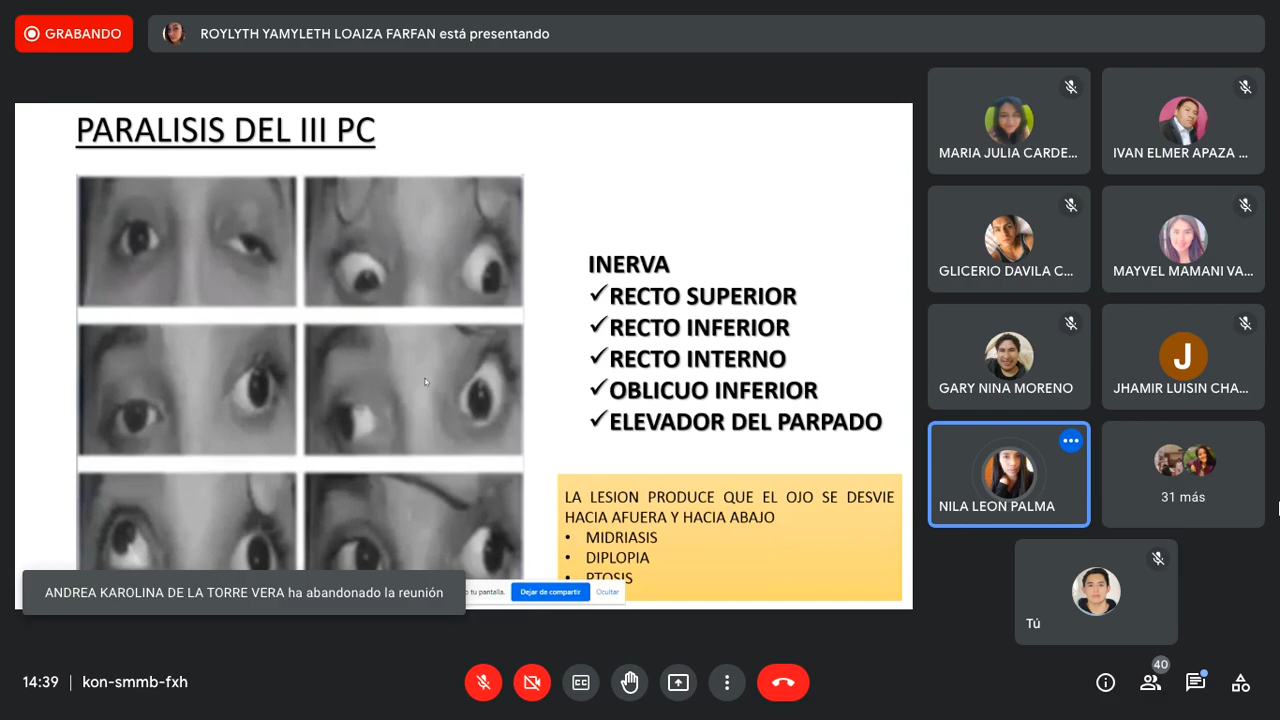 GRABANDO
ROYLYTH YAMYLETH LOAIZA FARFAN está presentando
PARALISIS DEL III PC
INERVA
✓RECTO SUPERIOR
✓RECTO INFERIOR
✓RECTO INTERNO
✓OBLICUO INFERIOR
✓ELEVADOR DEL PARPADO
LA LESION PRODUCE QUE EL OJO SE DESVIE
HACIA AFUERA Y HACIA ABAJO
• MIDRIASIS
• DIPLOPIA
• PTOSIS
tu pantalla.
Dejar de compartir
Ocultar
ANDREA KAROLINA DE LA TORRE VERA ha abandonado la reunión
MARIA JULIA CARDE...
IVAN ELMER APAZA ...
GLICERIO DAVILA C...
MAYVEL MAMANI VA...
GARY NINA MORENO
J
JHAMIR LUISIN CHA...
NILA LEON PALMA
31 más
Tú
14:39 | kon-smmb-fxh
CC
40